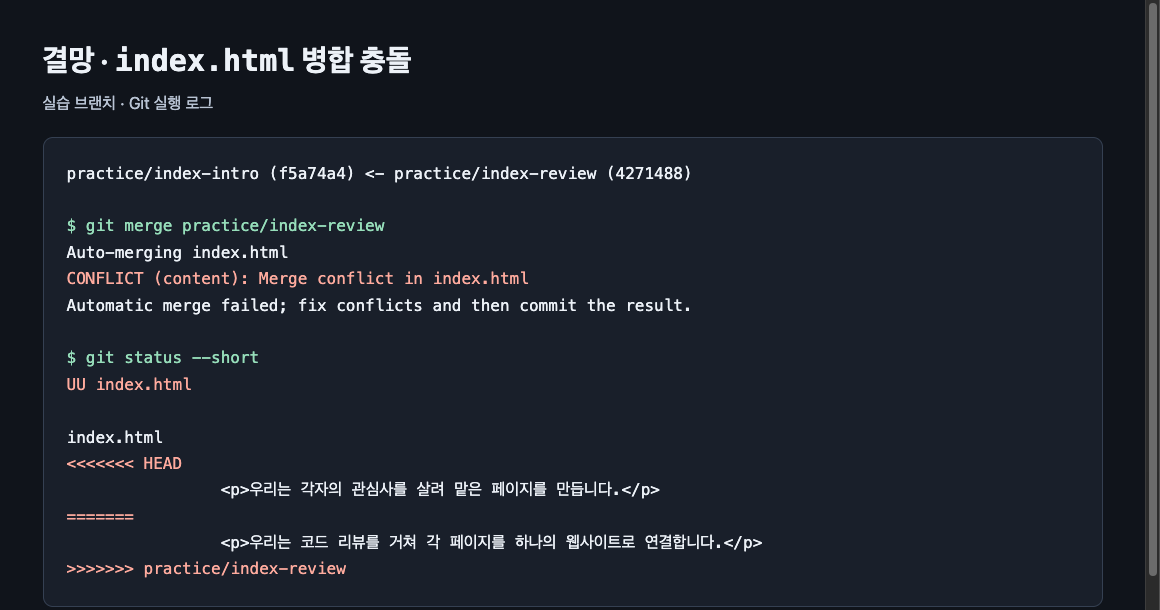 결망 · index.html 병합 충돌
실습 브랜치 · Git 실행 로그
practice/index-intro (f5a74a4) <- practice/index-review (4271488)
$ git merge practice/index-review
Auto-merging index.html
CONFLICT (content): Merge conflict in index.html
Automatic merge failed; fix conflicts and then commit the result.
$ git status --short
UU index.html
index.html
<<<<<<< HEAD
<p>우리는 각자의 관심사를 살려 맡은 페이지를 만듭니다.</p>
=======
<p>우리는 코드 리뷰를 거쳐 각 페이지를 하나의 웹사이트로 연결합니다.</p>
>>>>>>> practice/index-review